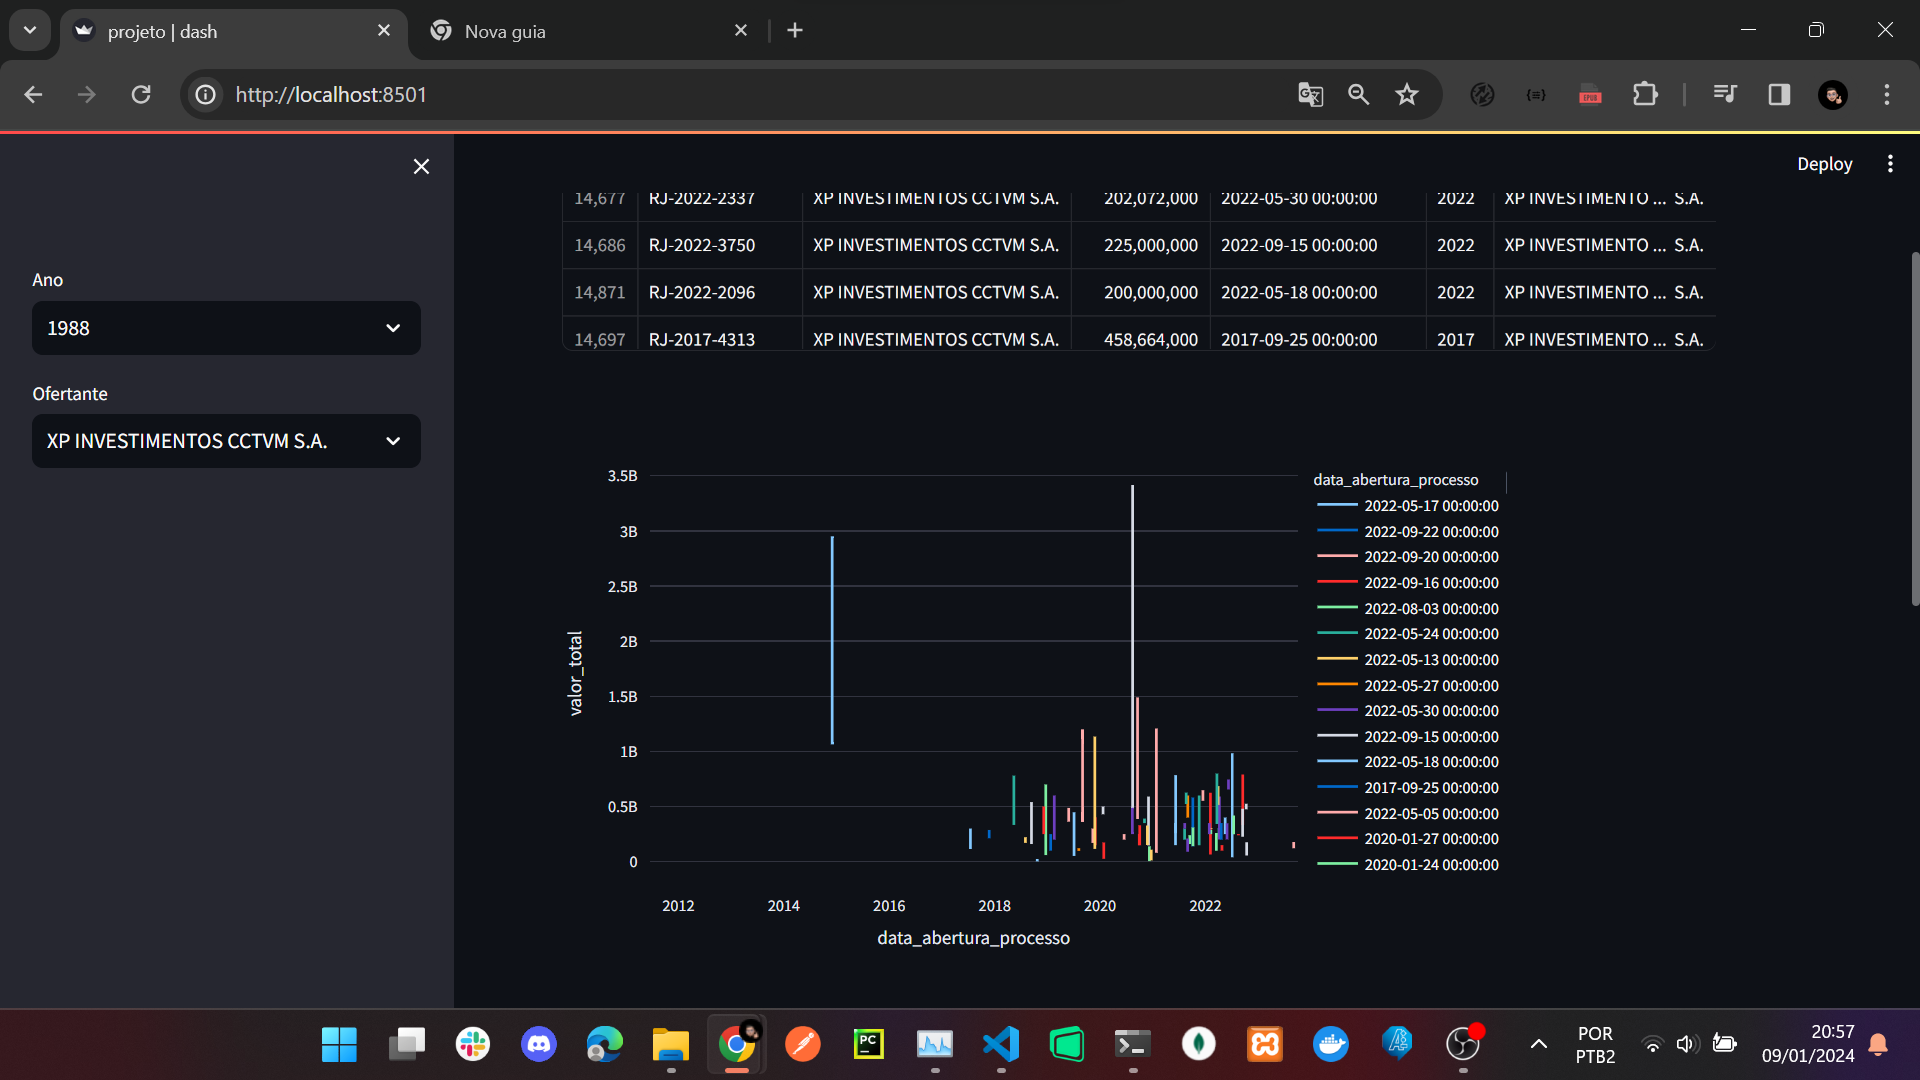 projeto | dash
Nova guia
http://localhost:8501
Deploy
Ano
1988
Ofertante
XP INVESTIMENTOS CCTVM S.A.
14,677 RJ-2022-2337 XP INVESTIMENTOS CCTVM S.A. 202,072,000 2022-05-30 00:00:00 2022 XP INVESTIMENTO ... S.A.
14,686 RJ-2022-3750 XP INVESTIMENTOS CCTVM S.A. 225,000,000 2022-09-15 00:00:00 2022 XP INVESTIMENTO ... S.A.
14,871 RJ-2022-2096 XP INVESTIMENTOS CCTVM S.A. 200,000,000 2022-05-18 00:00:00 2022 XP INVESTIMENTO ... S.A.
14,697 RJ-2017-4313 XP INVESTIMENTOS CCTVM S.A. 458,664,000 2017-09-25 00:00:00 2017 XP INVESTIMENTO ... S.A.
3.5B
3B
2.5B
2B
1.5B
1B
0.5B
0
valor_total
2012 2014 2016 2018 2020 2022
data_abertura_processo
data_abertura_processo
2022-05-17 00:00:00
2022-09-22 00:00:00
2022-09-20 00:00:00
2022-09-16 00:00:00
2022-08-03 00:00:00
2022-05-24 00:00:00
2022-05-13 00:00:00
2022-05-27 00:00:00
2022-05-30 00:00:00
2022-09-15 00:00:00
2022-05-18 00:00:00
2017-09-25 00:00:00
2022-05-05 00:00:00
2020-01-27 00:00:00
2020-01-24 00:00:00
EPUB
PC
POR
PTB2
20:57
09/01/2024